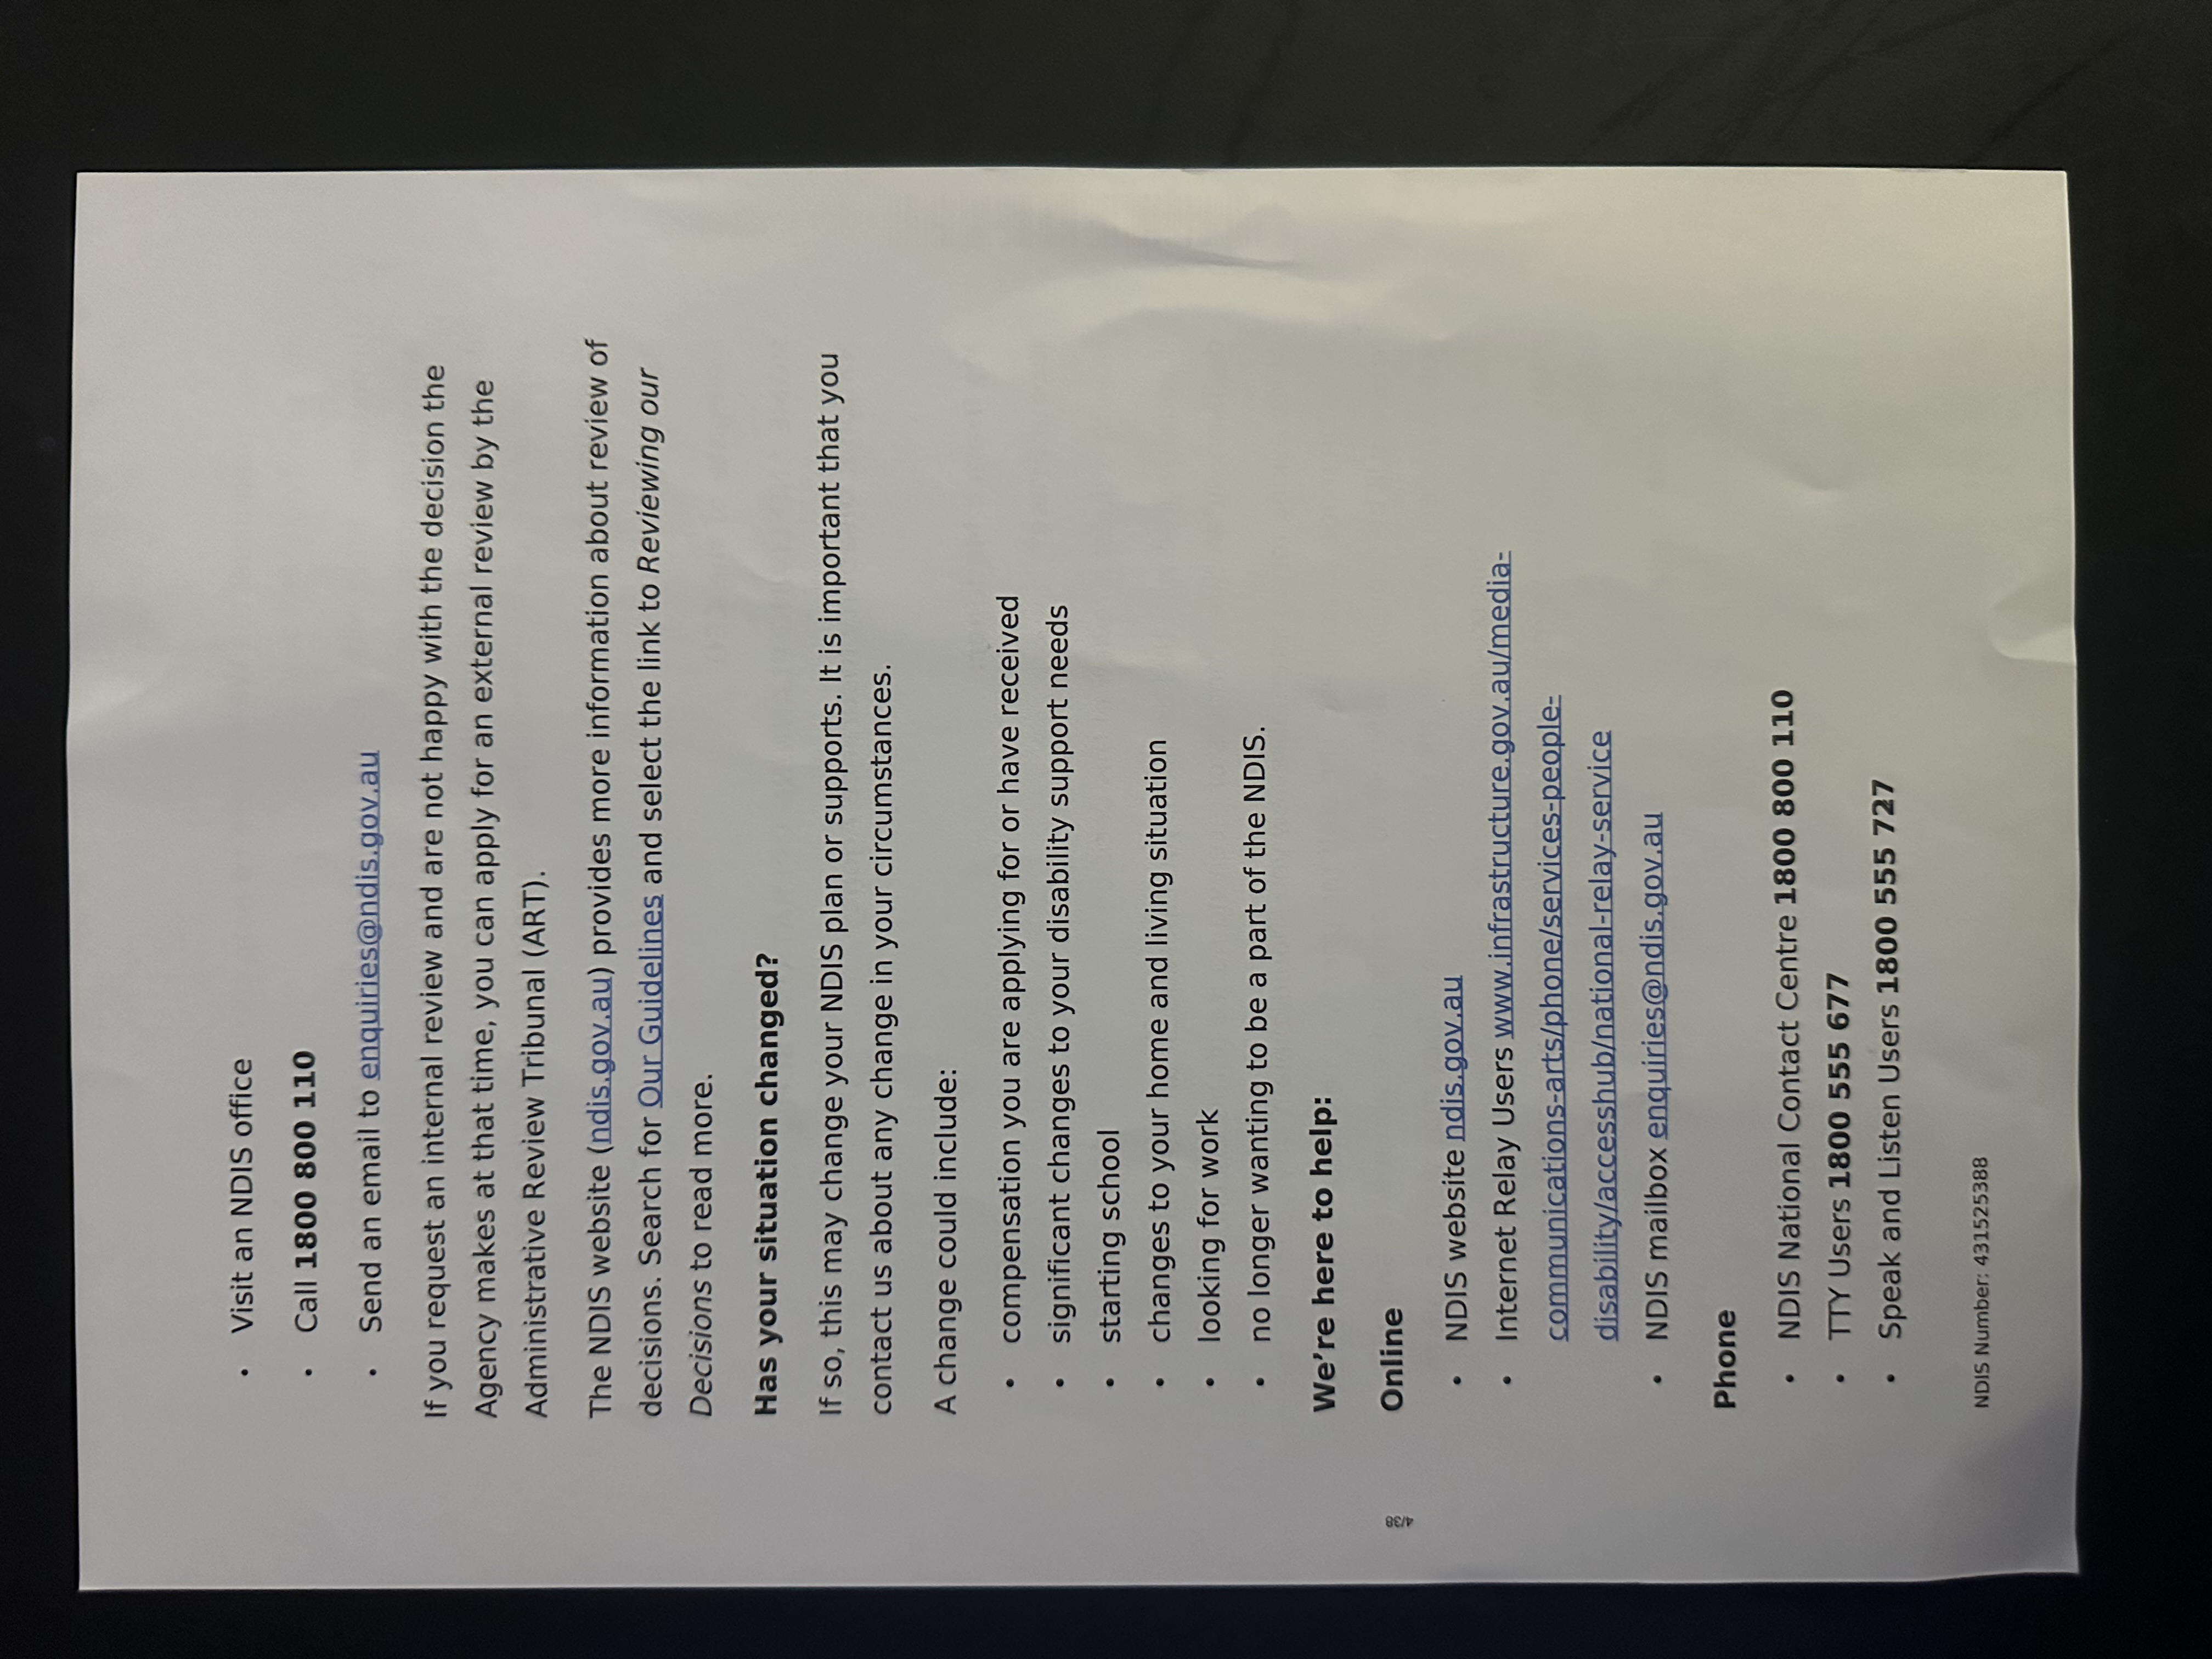 • Visit an NDIS office
• Call 1800 800 110
• Send an email to enquiries@ndis.gov.au
If you request an internal review and are not happy with the decision the
Agency makes at that time, you can apply for an external review by the
Administrative Review Tribunal (ART).
The NDIS website (ndis.gov.au) provides more information about review of
decisions. Search for Our Guidelines and select the link to Reviewing our
Decisions to read more.
Has your situation changed?
If so, this may change your NDIS plan or supports. It is important that you
contact us about any change in your circumstances.
A change could include:
• compensation you are applying for or have received
• significant changes to your disability support needs
• starting school
• changes to your home and living situation
• looking for work
• no longer wanting to be a part of the NDIS.
We’re here to help:
4/38
Online
• NDIS website ndis.gov.au
• Internet Relay Users www.infrastructure.gov.au/media-
communications-arts/phone/services-people-
disability/accesshub/national-relay-service
• NDIS mailbox enquiries@ndis.gov.au
Phone
• NDIS National Contact Centre 1800 800 110
• TTY Users 1800 555 677
• Speak and Listen Users 1800 555 727
NDIS Number: 431525388